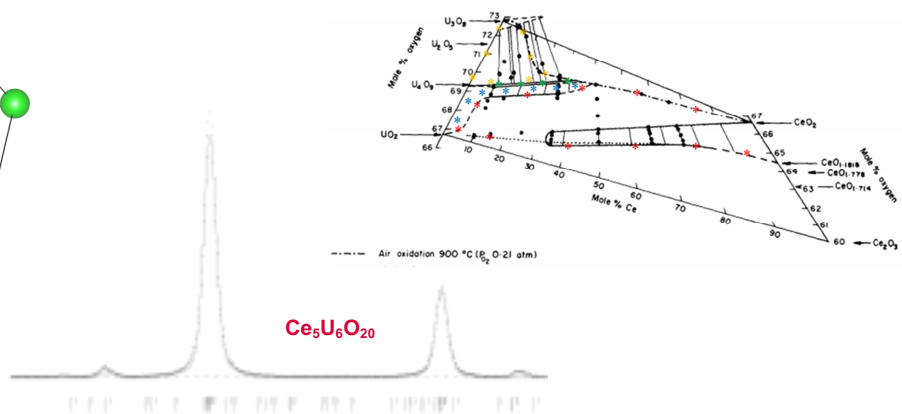 73
U₃O₈
72
U₂O₅
71
Mole % oxygen
70
U₄O₉
69
68
UO₂
67
66
10
20
30
40
50
60
70
80
90
Mole % Ce
67
CeO₂
66
65
64
CeO₁.₈₁₈
CeO₁.₇₇₈
63
CeO₁.₇₁₄
62
61
60
Ce₂O₃
Mole % oxygen
Air oxidation 900 °C (P O₂ 0·21 atm)
Ce₅U₆O₂₀